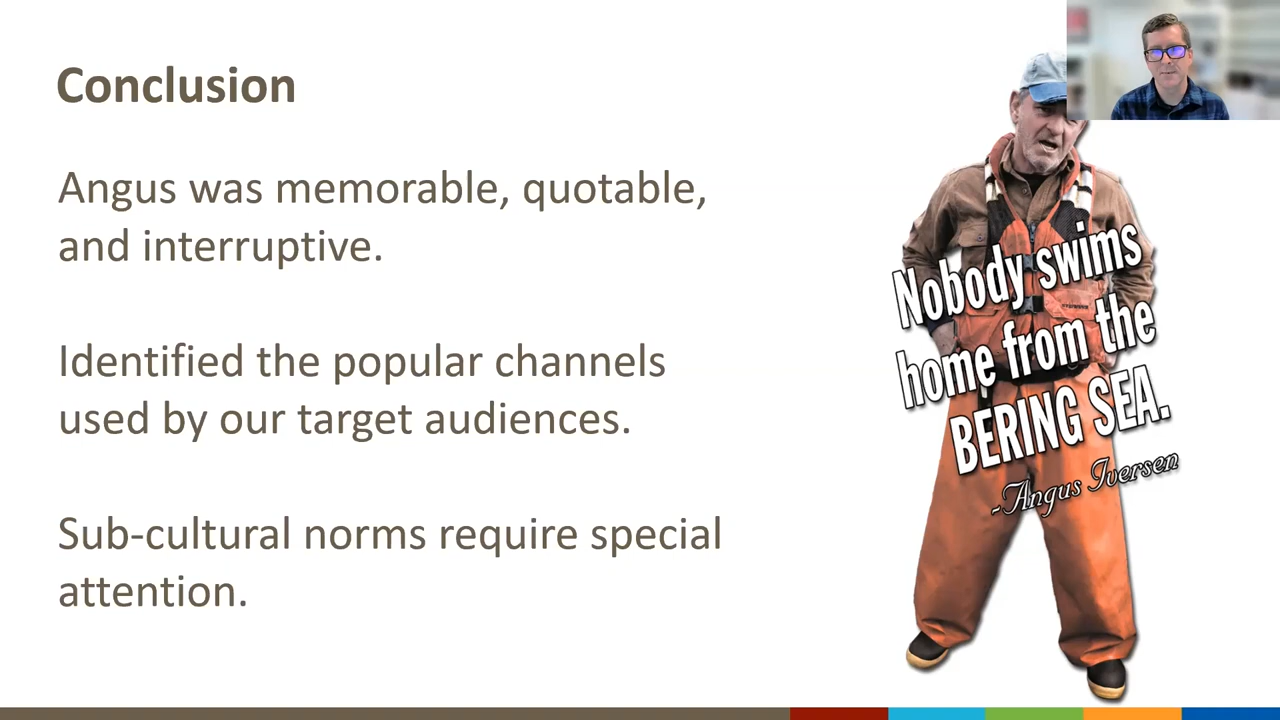 Conclusion
Angus was memorable, quotable,
and interruptive.
Identified the popular channels
used by our target audiences.
Sub-cultural norms require special
attention.
Nobody swims
home from the
BERING SEA.
-Angus Iversen